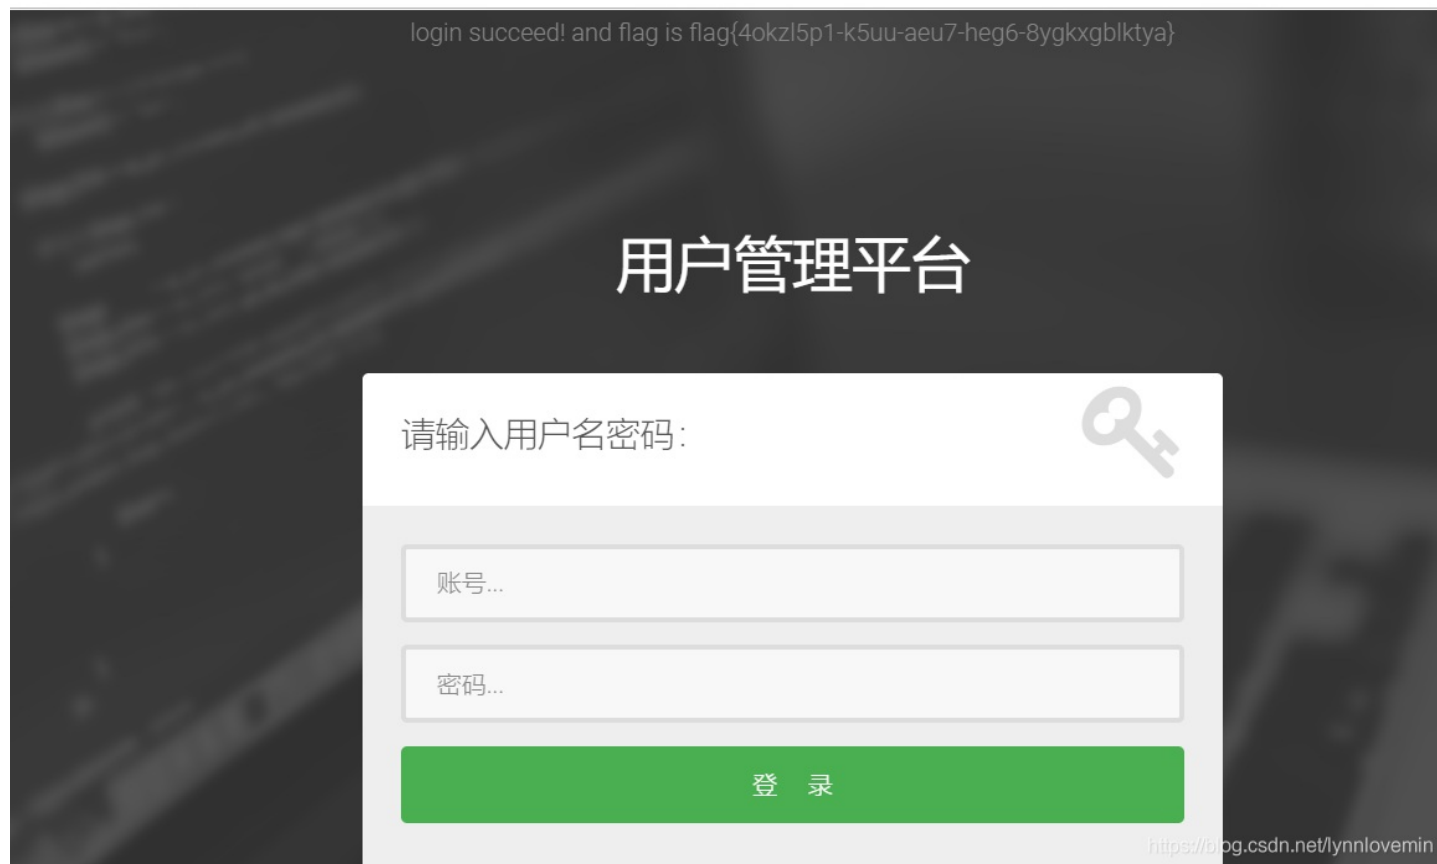 login succeed! and flag is flag{4okzl5p1-k5uu-aeu7-heg6-8ygkxgblktya}
用户管理平台
请输入用户名密码：
账号...
密码...
登 录
https://blog.csdn.net/lynnlovemin